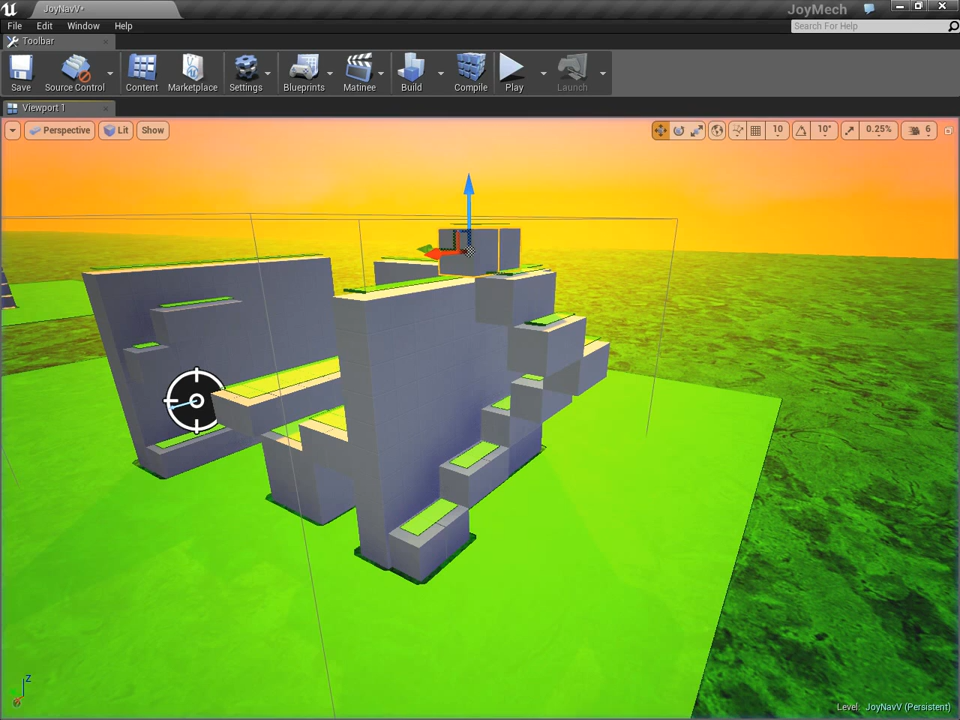 JoyNavV*
JoyMech
File Edit Window Help
Search For Help
Toolbar
Save Source Control Content Marketplace Settings Blueprints Matinee Build Compile Play Launch
Viewport 1
Perspective Lit Show 10 10° 0.25% 6
Z
Level: JoyNavV (Persistent)